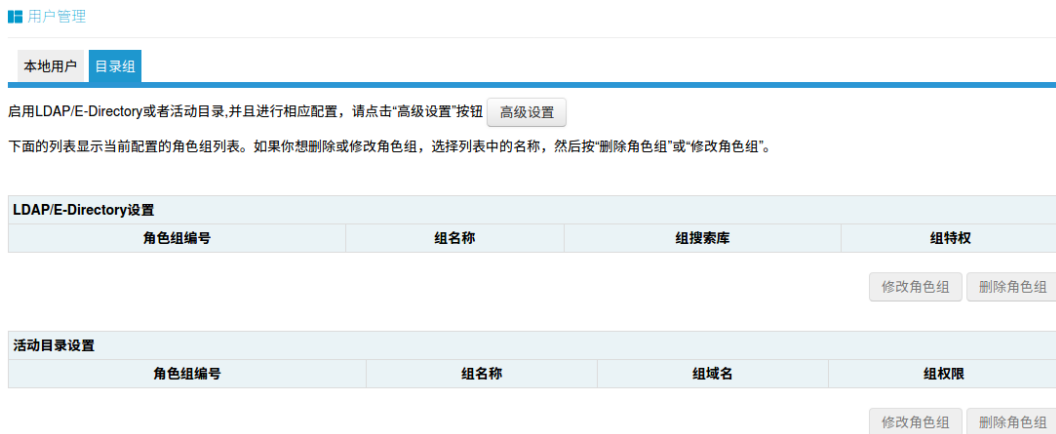 用户管理
本地用户 目录组
启用LDAP/E-Directory或者活动目录,并且进行相应配置，请点击“高级设置”按钮 高级设置
下面的列表显示当前配置的角色组列表。如果你想删除或修改角色组，选择列表中的名称，然后按“删除角色组”或“修改角色组”。
LDAP/E-Directory设置
角色组编号 组名称 组搜索库 组特权
修改角色组 删除角色组
活动目录设置
角色组编号 组名称 组域名 组权限
修改角色组 删除角色组